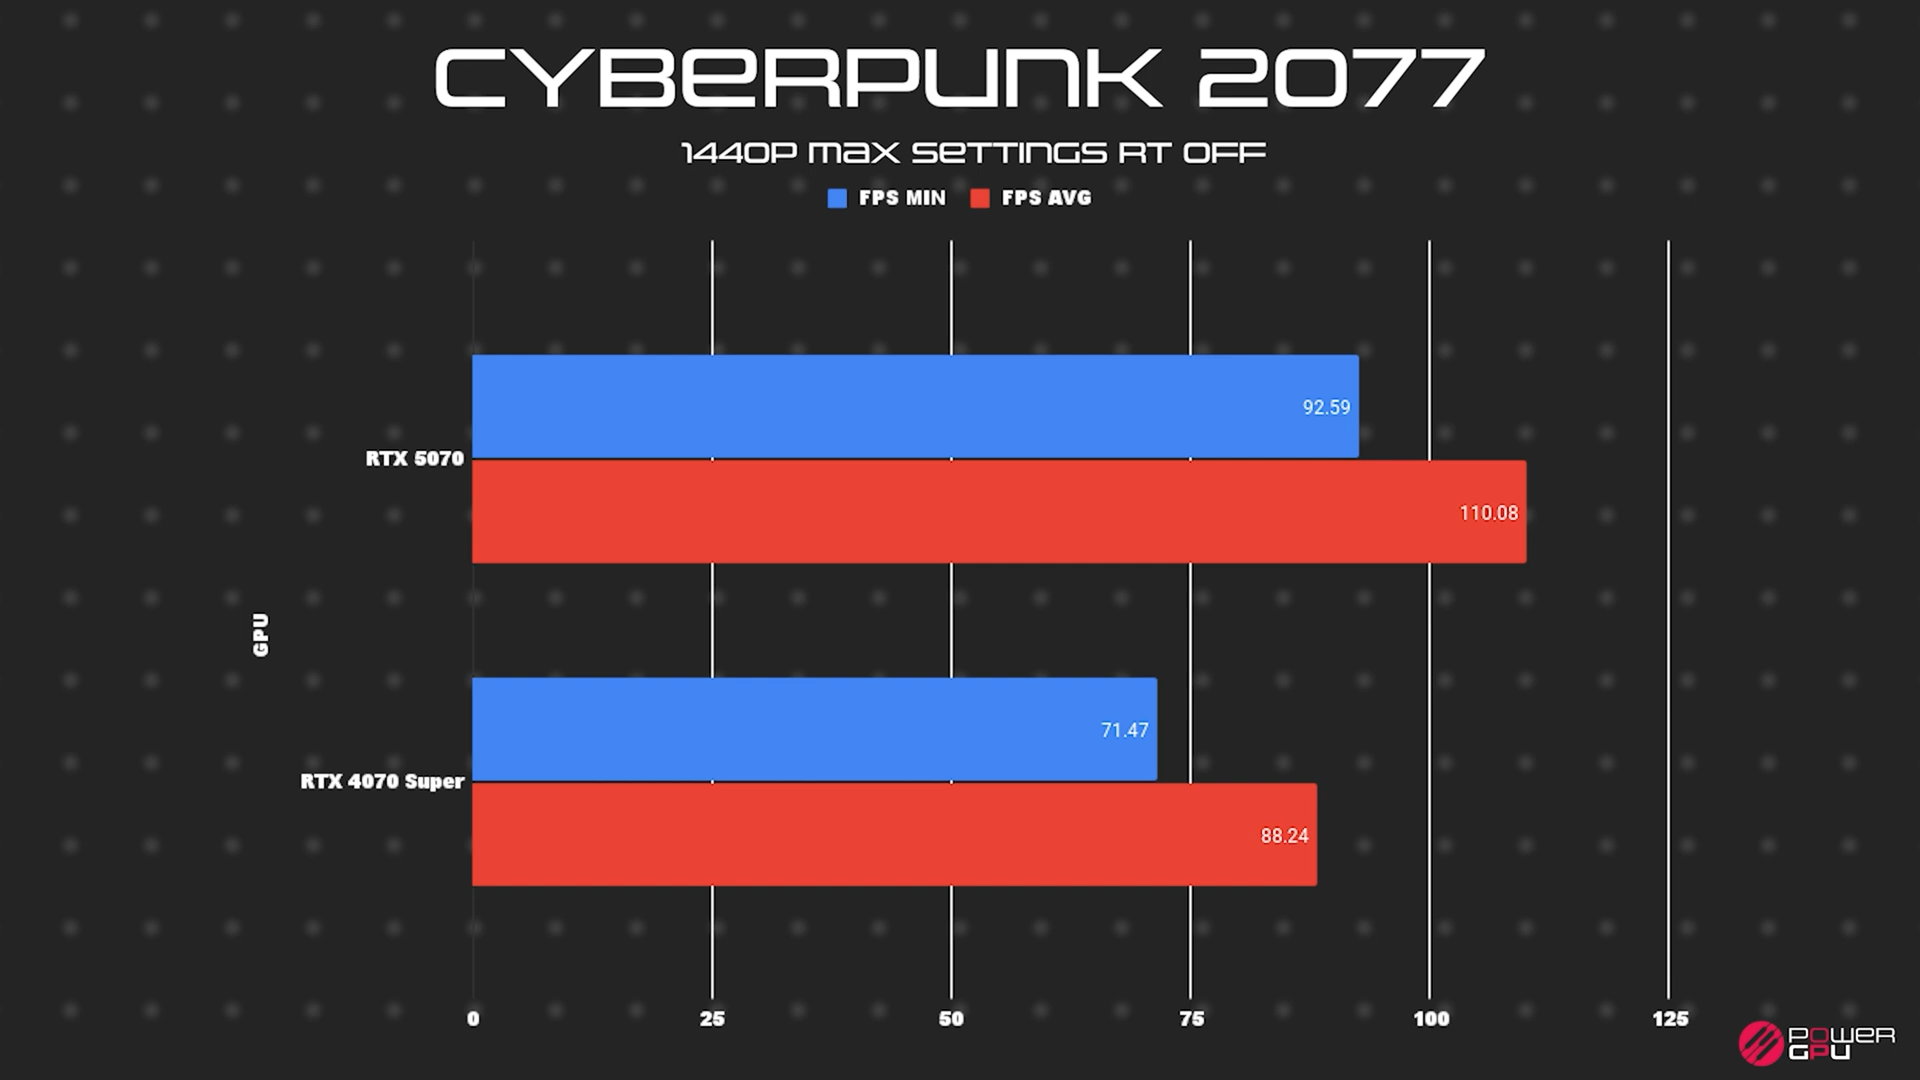 CYBERPUNK 2077
1440P MAX SETTINGS RT OFF
FPS MIN FPS AVG
92.59
RTX 5070
110.08
GPU
71.47
RTX 4070 Super
88.24
0 25 50 75 100 125
POWER
GPU